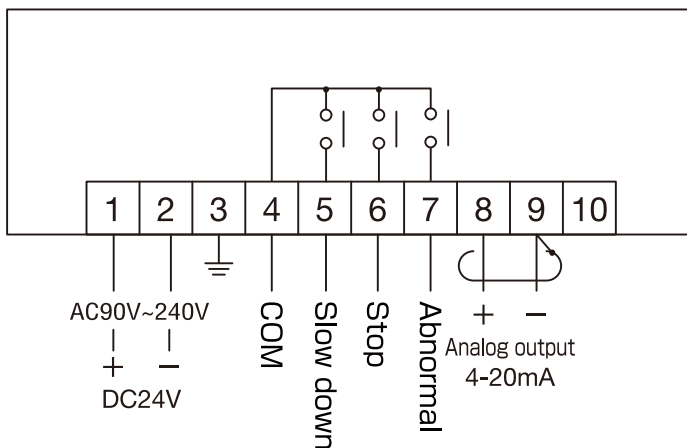 1 2 3 4 5 6 7 8 9 10
AC90V~240V
+ −
DC24V
COM
Slow down
Stop
Abnormal
+ −
Analog output
4-20mA